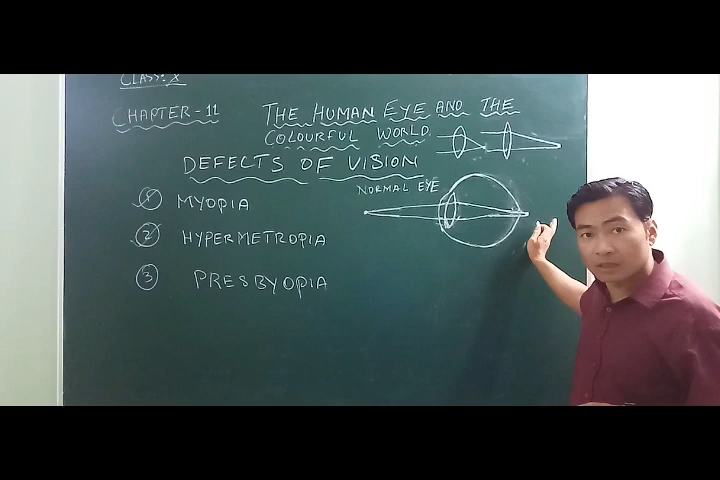 CLASS: X
CHAPTER-11 THE HUMAN EYE AND THE
COLOURFUL WORLD.
DEFECTS OF VISION
NORMAL EYE
① MYOPIA
② HYPERMETROPIA
③ PRESBYOPIA